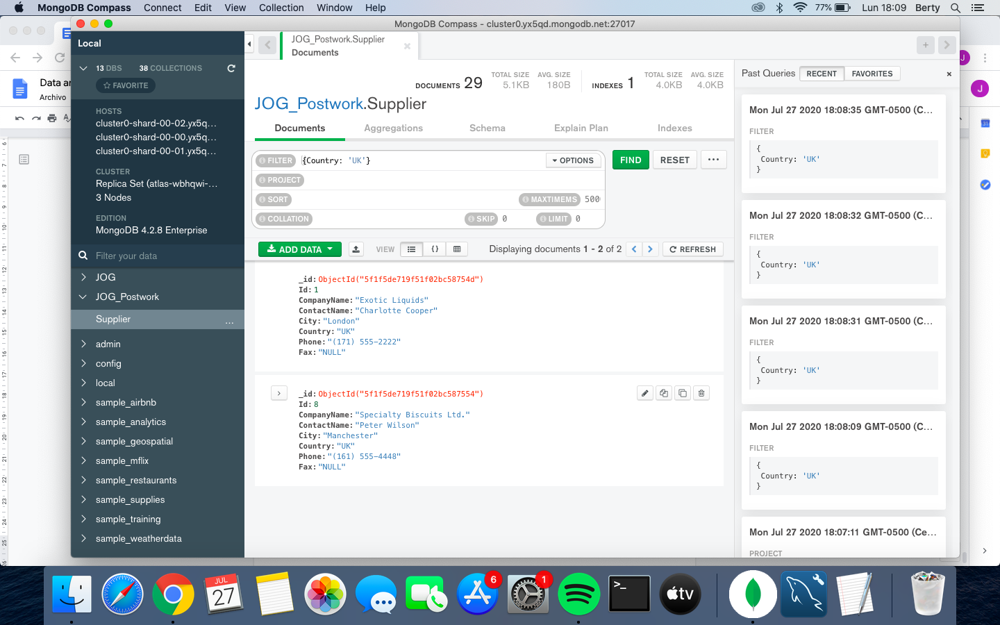 MongoDB Compass Connect Edit View Collection Window Help 77% Lun 18:09 Berty
MongoDB Compass - cluster0.yx5qd.mongodb.net:27017
Local
13 DBS 38 COLLECTIONS
FAVORITE
HOSTS
cluster0-shard-00-02.yx5q...
cluster0-shard-00-00.yx5q...
cluster0-shard-00-01.yx5q...
CLUSTER
Replica Set (atlas-wbhqwi-...
3 Nodes
EDITION
MongoDB 4.2.8 Enterprise
Filter your data
JOG
JOG_Postwork
Supplier ...
admin
config
local
sample_airbnb
sample_analytics
sample_geospatial
sample_mflix
sample_restaurants
sample_supplies
sample_training
sample_weatherdata
Data ar
Archivo
JOG_Postwork.Supplier
Documents
DOCUMENTS 29 TOTAL SIZE 5.1KB AVG. SIZE 180B INDEXES 1 TOTAL SIZE 4.0KB AVG. SIZE 4.0KB
JOG_Postwork.Supplier
Documents Aggregations Schema Explain Plan Indexes
FILTER {Country: 'UK'} OPTIONS FIND RESET ...
PROJECT
SORT MAXTIMEMS 500
COLLATION SKIP 0 LIMIT 0
ADD DATA VIEW {} Displaying documents 1 - 2 of 2 REFRESH
_id: ObjectId("5f1f5de719f51f02bc58754d")
Id: 1
CompanyName: "Exotic Liquids"
ContactName: "Charlotte Cooper"
City: "London"
Country: "UK"
Phone: "(171) 555-2222"
Fax: "NULL"
_id: ObjectId("5f1f5de719f51f02bc587554")
Id: 8
CompanyName: "Specialty Biscuits Ltd."
ContactName: "Peter Wilson"
City: "Manchester"
Country: "UK"
Phone: "(161) 555-4448"
Fax: "NULL"
Past Queries RECENT FAVORITES
Mon Jul 27 2020 18:08:35 GMT-0500 (C...
FILTER
{
Country: 'UK'
}
Mon Jul 27 2020 18:08:32 GMT-0500 (C...
FILTER
{
Country: 'UK'
}
Mon Jul 27 2020 18:08:31 GMT-0500 (C...
FILTER
{
Country: 'UK'
}
Mon Jul 27 2020 18:08:09 GMT-0500 (C...
FILTER
{
Country: 'UK'
}
Mon Jul 27 2020 18:07:11 GMT-0500 (Ce...
PROJECT
J
J
JUL
27
6
1
>_
tv